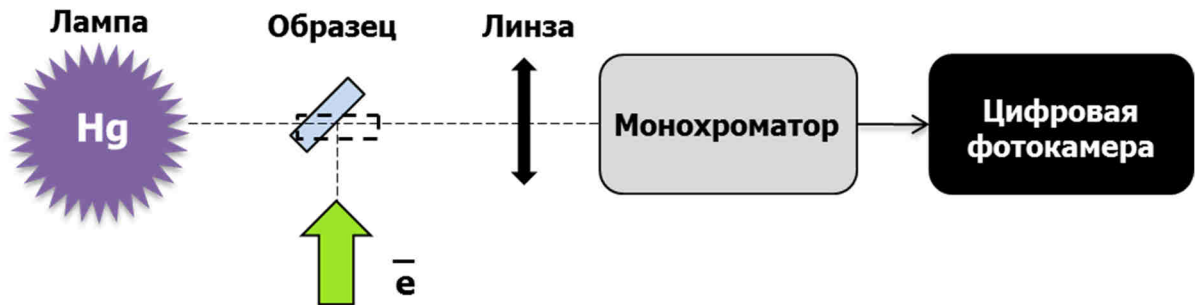 Лампа
Образец
Линза
Hg
Монохроматор
Цифровая
фотокамера
e